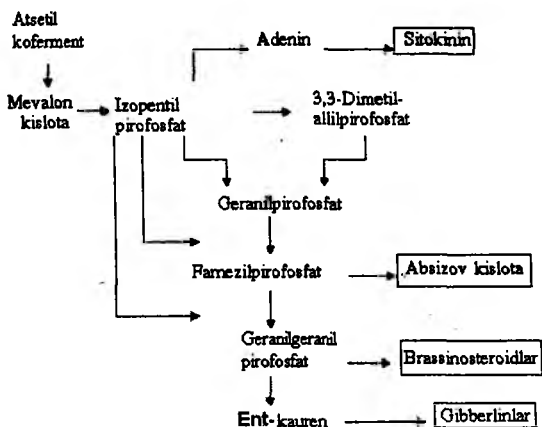 Atsetil
koferment
Adenin
Sitokinin
Mevalon
kislota
Izopentil
pirofosfat
3,3-Dimetil-
allilpirofosfat
Geranilpirofosfat
Famezilpirofosfat
Absizov kislota
Geranilgeranil
pirofosfat
Brassinosteroidlar
Ent-kauren
Gibberlinlar